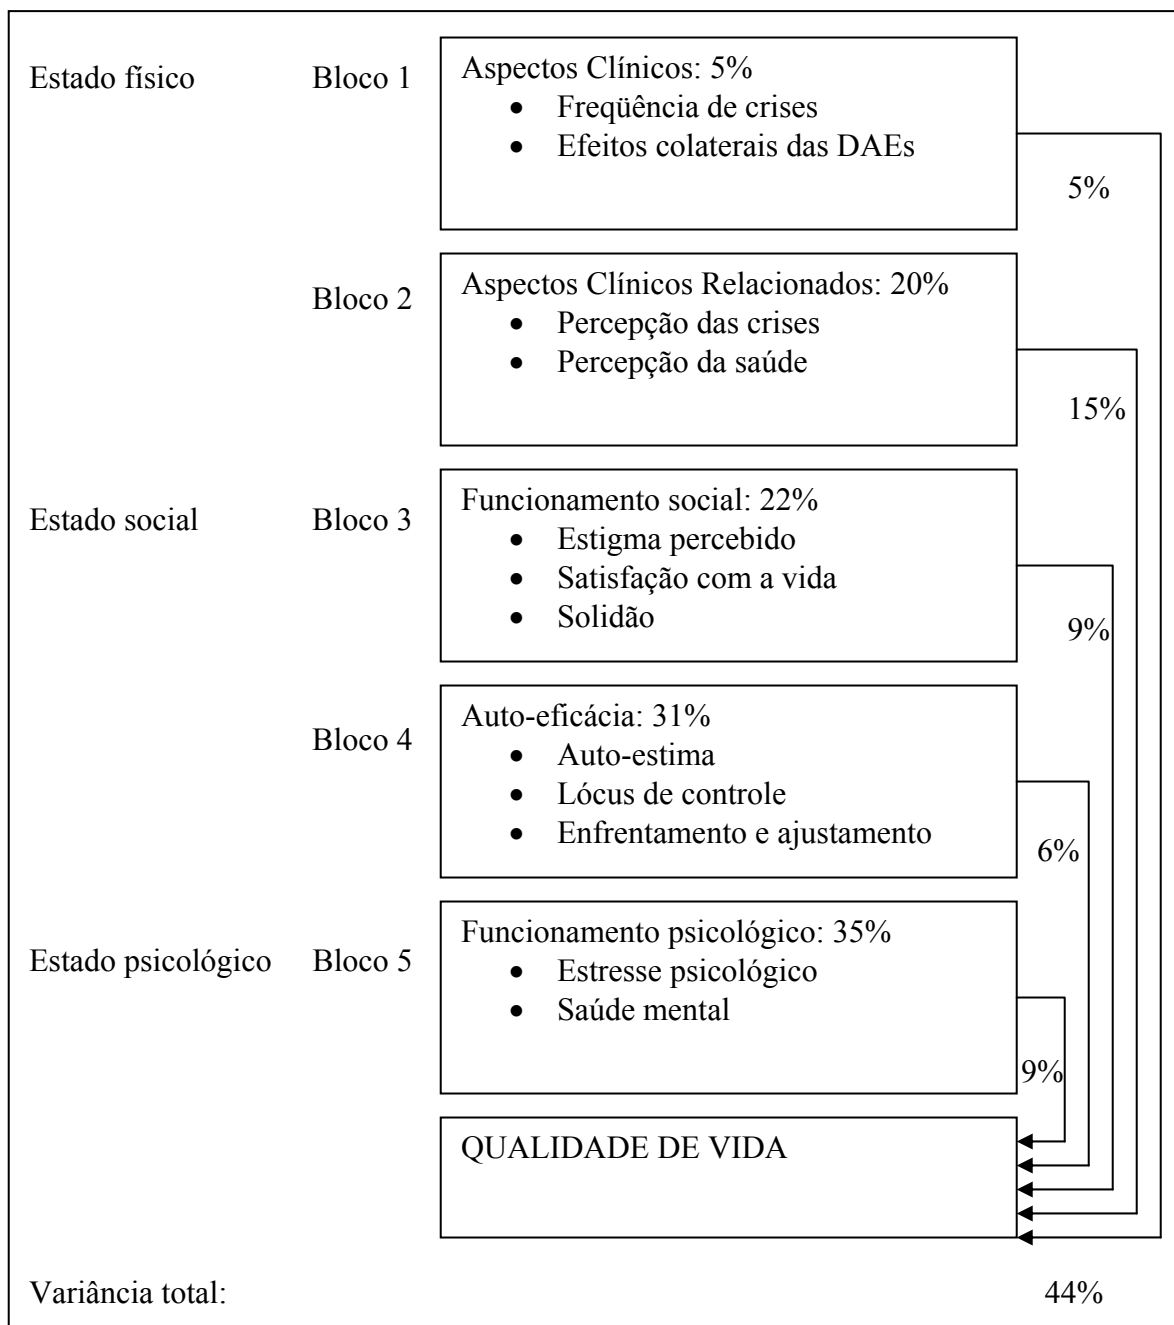 Estado físico Bloco 1 Aspectos Clínicos: 5%
• Freqüência de crises
• Efeitos colaterais das DAEs
5%
Bloco 2 Aspectos Clínicos Relacionados: 20%
• Percepção das crises
• Percepção da saúde
15%
Estado social Bloco 3 Funcionamento social: 22%
• Estigma percebido
• Satisfação com a vida
• Solidão
9%
Bloco 4 Auto-eficácia: 31%
• Auto-estima
• Lócus de controle
• Enfrentamento e ajustamento
6%
Estado psicológico Bloco 5 Funcionamento psicológico: 35%
• Estresse psicológico
• Saúde mental
9%
QUALIDADE DE VIDA
Variância total: 44%